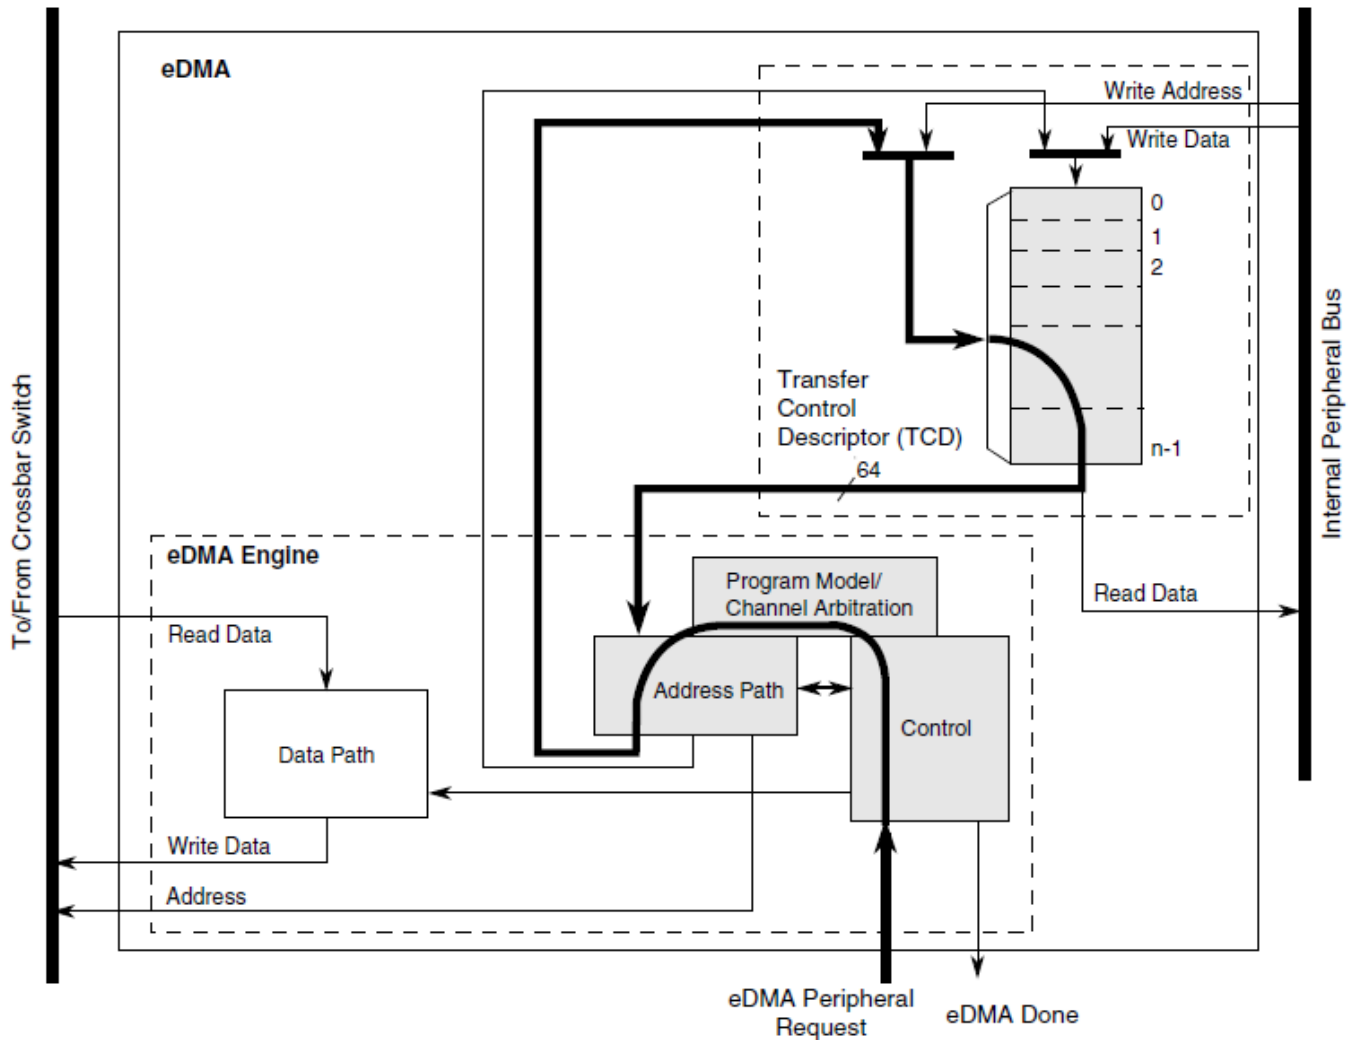 eDMA
Write Address
Write Data
0
1
2
n-1
Transfer
Control
Descriptor (TCD)
64
To/From Crossbar Switch
Internal Peripheral Bus
eDMA Engine
Program Model/
Channel Arbitration
Read Data
Read Data
Address Path
Control
Data Path
Write Data
Address
eDMA Peripheral
Request
eDMA Done